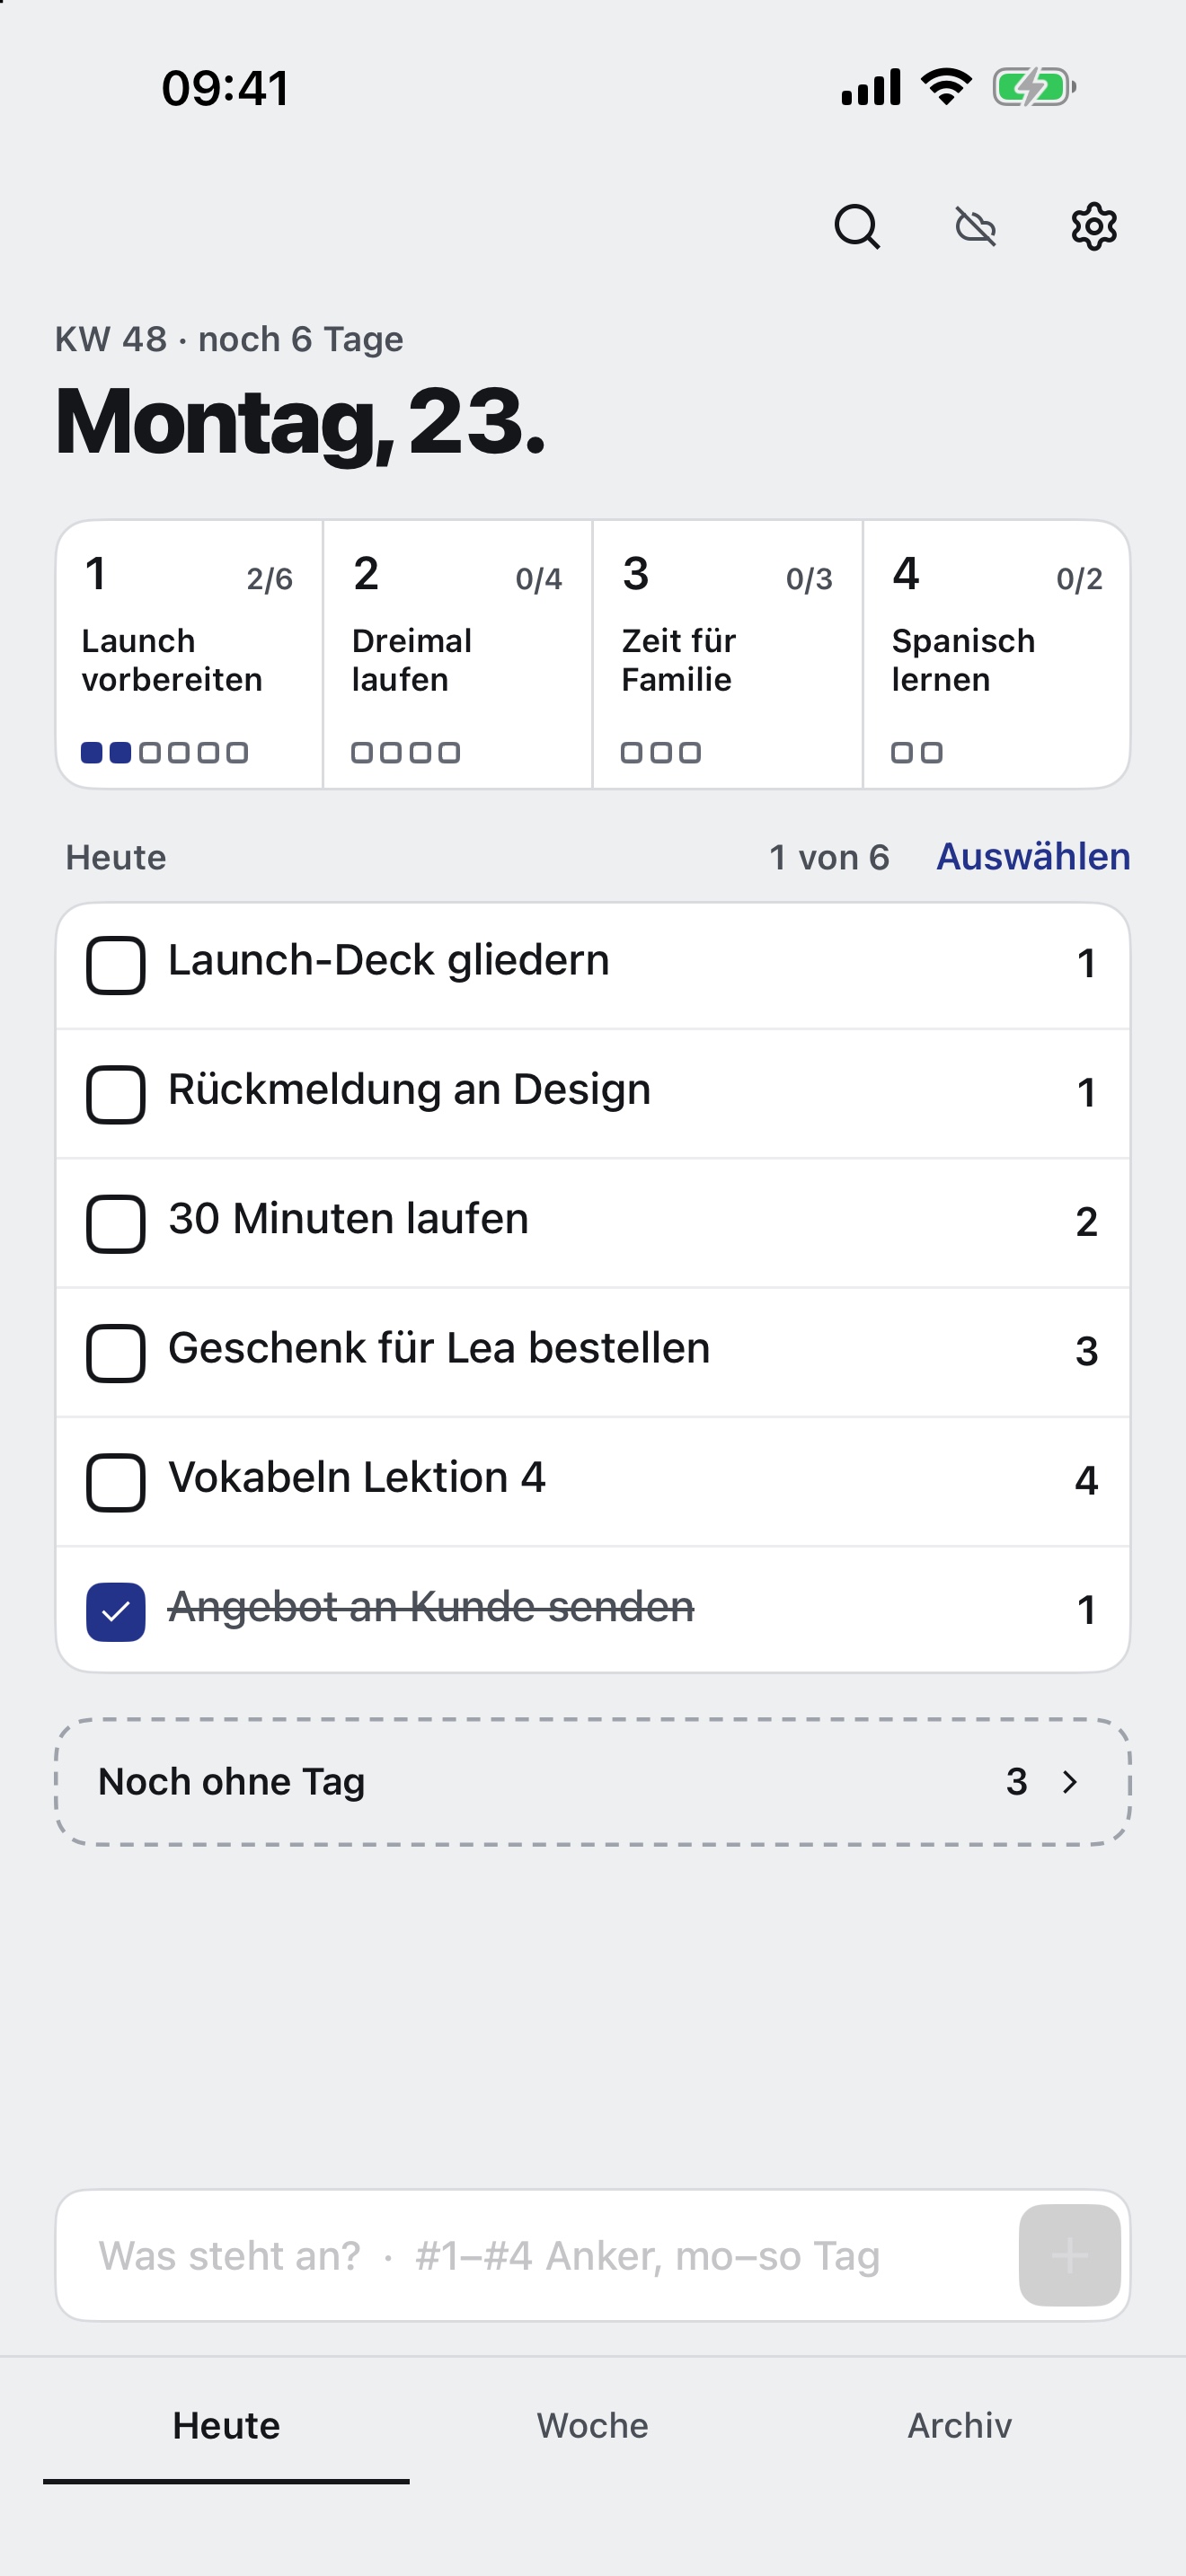 09:41
KW 48 · noch 6 Tage
Montag, 23.
1 2/6
Launch
vorbereiten
2 0/4
Dreimal
laufen
3 0/3
Zeit für
Familie
4 0/2
Spanisch
lernen
Heute 1 von 6 Auswählen
Launch-Deck gliedern 1
Rückmeldung an Design 1
30 Minuten laufen 2
Geschenk für Lea bestellen 3
Vokabeln Lektion 4 4
Angebot an Kunde senden 1
Noch ohne Tag 3
Was steht an? · #1–#4 Anker, mo–so Tag
Heute Woche Archiv